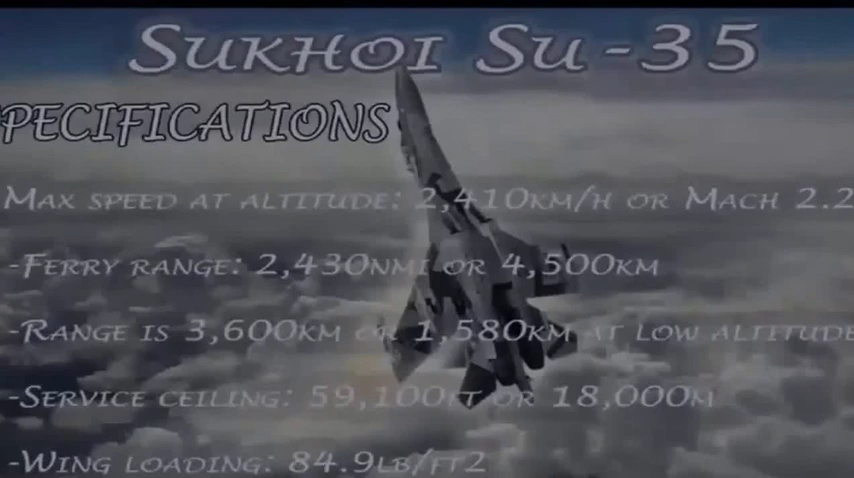 Sukhoi Su-35
PECIFICATIONS
Max speed at altitude: 2,410km/h or Mach 2.2
-Ferry range: 2,430nmi or 4,500km
-Range is 3,600km or 1,580km at low altitude
-Service ceiling: 59,100ft or 18,000m
-Wing loading: 84.9lb/ft2